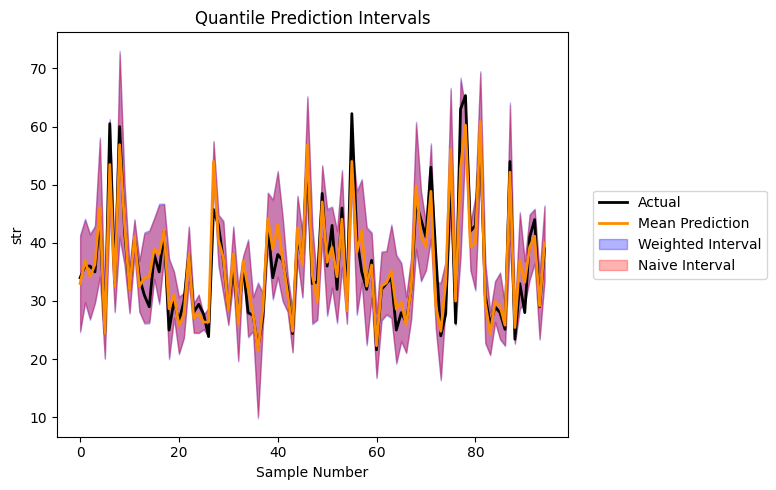 Quantile Prediction Intervals
str
70
60
50
40
30
20
10
0
20
40
60
80
Sample Number
Actual
Mean Prediction
Weighted Interval
Naive Interval